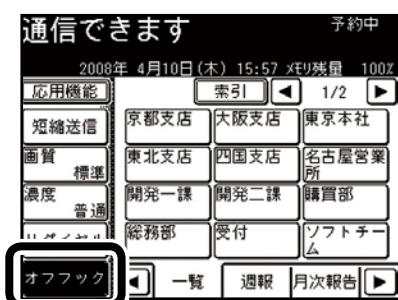 通信できます 予約中
2008年 4月10日(木) 15:57 メモリ残量 100%
応用機能 索引 ◀ 1/2 ▶
短縮送信 京都支店 大阪支店 東京本社
画質 標準 東北支店 四国支店 名古屋営業所
濃度 普通 開発一課 開発二課 購買部
リダイヤル 総務部 受付 ソフトチーム
オフフック ◀ 一覧 週報 月次報告 ▶